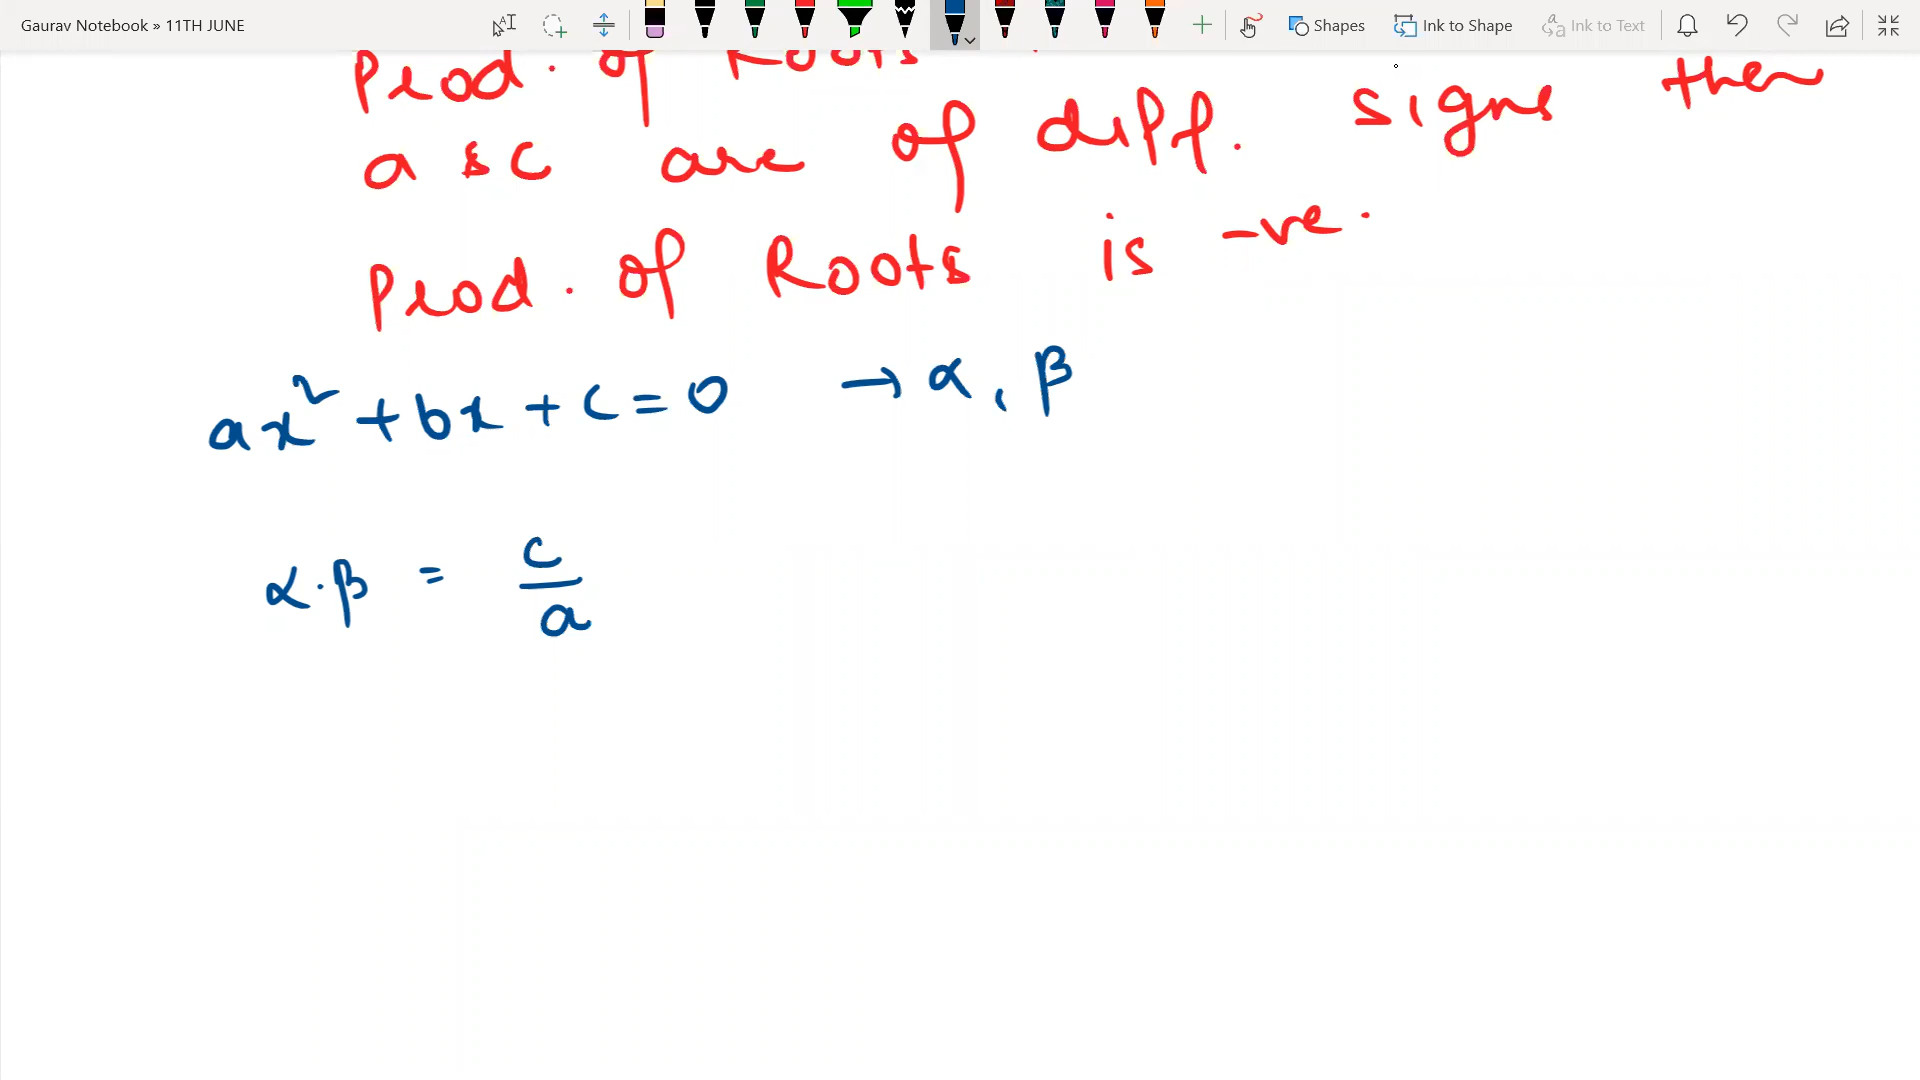 Gaurav Notebook » 11TH JUNE
Shapes
Ink to Shape
Ink to Text
Prod. of Roots
a & c are of diff. signs then
Prod. of Roots is -ve.
ax² + bx + c = 0 → α, β
α·β = c/a